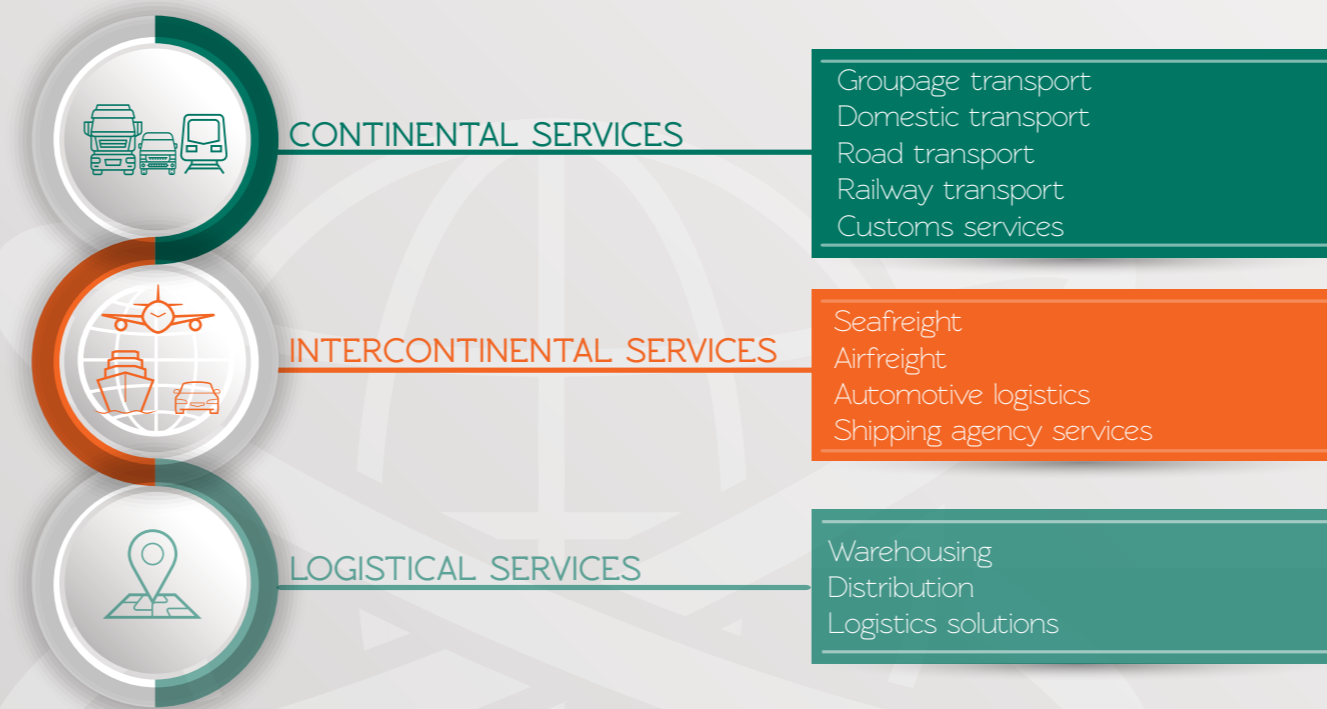 CONTINENTAL SERVICES
Groupage transport
Domestic transport
Road transport
Railway transport
Customs services
INTERCONTINENTAL SERVICES
Seafreight
Airfreight
Automotive logistics
Shipping agency services
LOGISTICAL SERVICES
Warehousing
Distribution
Logistics solutions